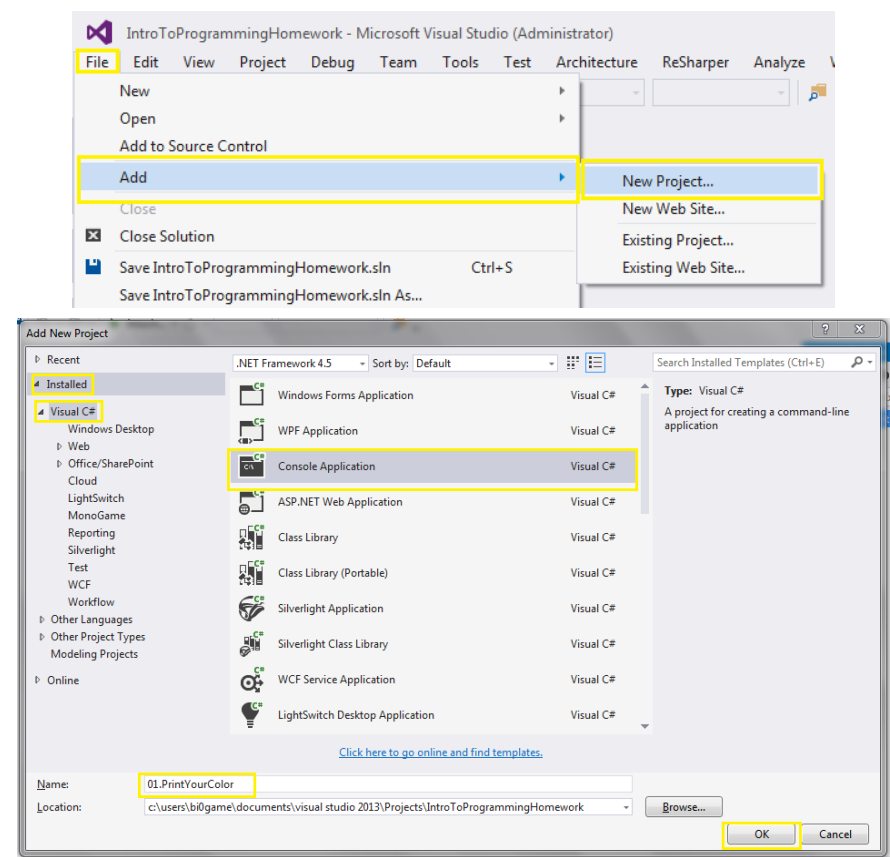 IntroToProgrammingHomework - Microsoft Visual Studio (Administrator)
File Edit View Project Debug Team Tools Test Architecture ReSharper Analyze
New
Open
Add to Source Control
Add
New Project...
Close
New Web Site...
Close Solution
Existing Project...
Save IntroToProgrammingHomework.sln Ctrl+S
Existing Web Site...
Save IntroToProgrammingHomework.sln As...
Add New Project
Recent
.NET Framework 4.5 Sort by: Default
Search Installed Templates (Ctrl+E)
Installed
Visual C#
Windows Desktop
Web
Office/SharePoint
Cloud
LightSwitch
MonoGame
Reporting
Silverlight
Test
WCF
Workflow
Other Languages
Other Project Types
Modeling Projects
Online
Windows Forms Application Visual C#
WPF Application Visual C#
Console Application Visual C#
ASP.NET Web Application Visual C#
Class Library Visual C#
Class Library (Portable) Visual C#
Silverlight Application Visual C#
Silverlight Class Library Visual C#
WCF Service Application Visual C#
LightSwitch Desktop Application Visual C#
Type: Visual C#
A project for creating a command-line
application
Click here to go online and find templates.
Name: 01.PrintYourColor
Location: c:\users\bi0game\documents\visual studio 2013\Projects\IntroToProgrammingHomework Browse...
OK Cancel